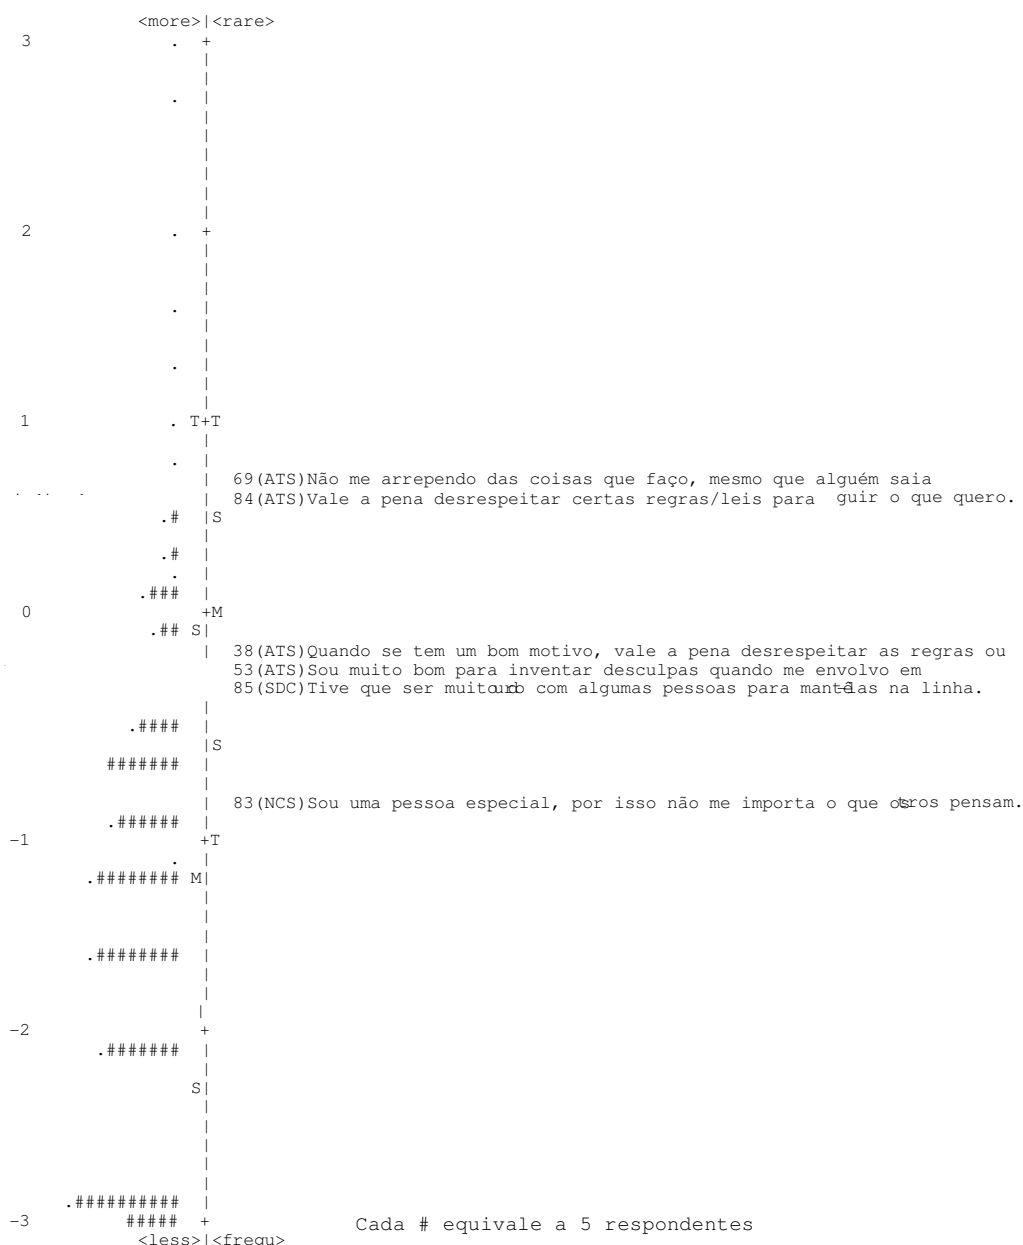 <more>|<rare>
3 . +
|
|
. |
|
|
|
|
|
|
2 . +
|
|
|
. |
|
|
. |
|
|
1 . T+T
|
. |
| 69(ATS)Não me arrependo das coisas que faço, mesmo que alguém saia
| 84(ATS)Vale a pena desrespeitar certas regras/leis para guir o que quero.
.# |S
|
.# |
. |
.### |
0 +M
.## S|
| 38(ATS)Quando se tem um bom motivo, vale a pena desrespeitar as regras ou
53(ATS)Sou muito bom para inventar desculpas quando me envolvo em
85(SDC)Tive que ser com algumas pessoas para na linha.
|
.#### |
|S
####### |
|
| 83(NCS)Sou uma pessoa especial, por isso não me importa o que pensam.
.###### |
-1 +T
. |
.######## M|
|
|
|
.######## |
|
|
|
-2 +
.####### |
|
S|
|
|
|
|
|
.########## |
-3 ##### + Cada # equivale a 5 respondentes
<less>|<frequ>